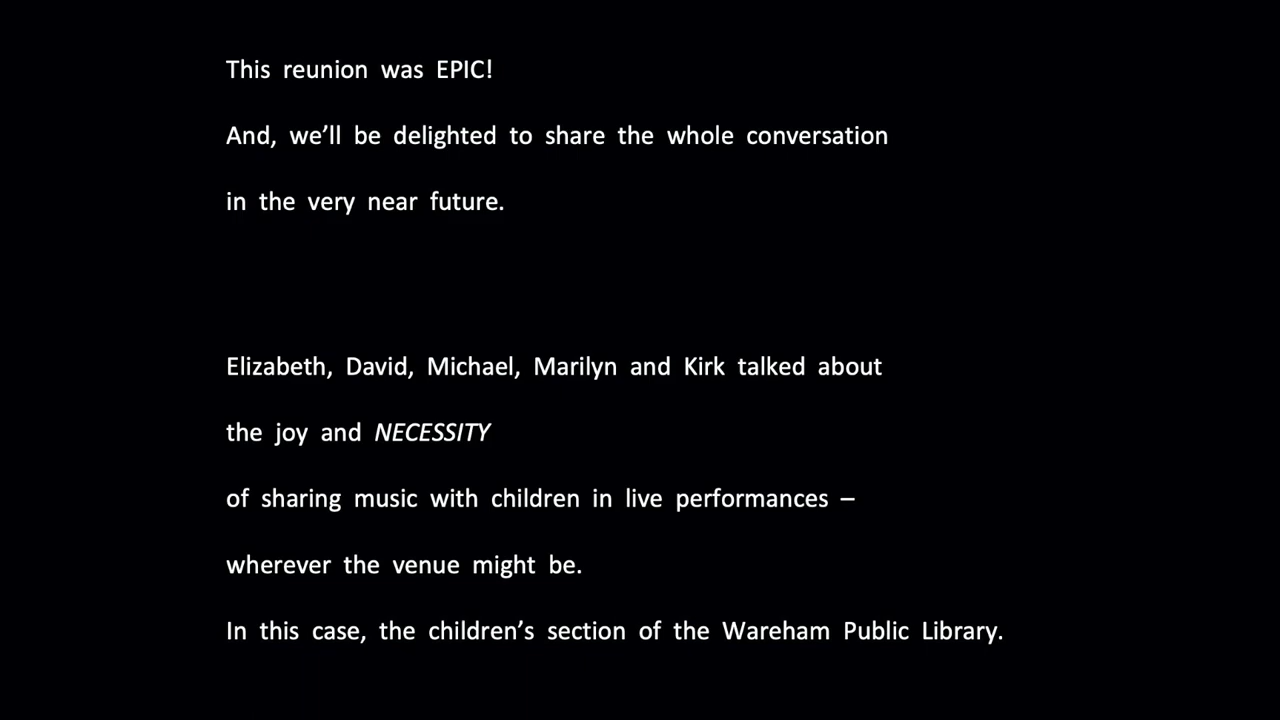 This reunion was EPIC!
And, we’ll be delighted to share the whole conversation
in the very near future.
Elizabeth, David, Michael, Marilyn and Kirk talked about
the joy and NECESSITY
of sharing music with children in live performances –
wherever the venue might be.
In this case, the children’s section of the Wareham Public Library.